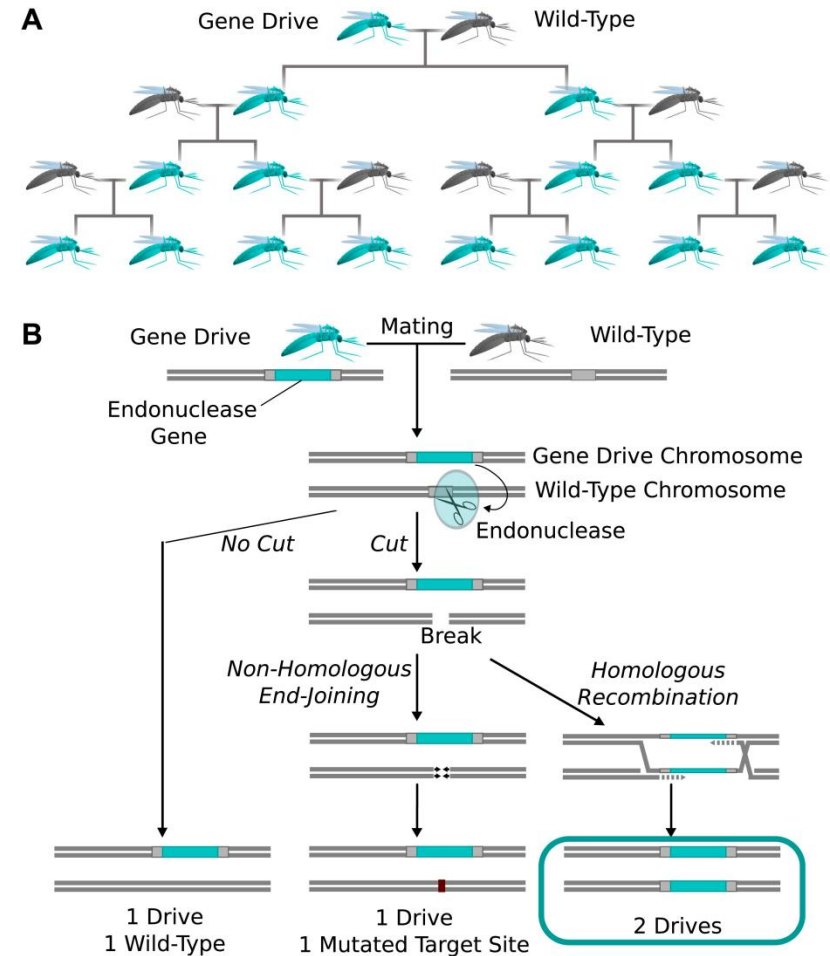 A
Gene Drive
Wild-Type
B
Gene Drive
Mating
Wild-Type
Endonuclease
Gene
Gene Drive Chromosome
Wild-Type Chromosome
Endonuclease
No Cut
Cut
Break
Non-Homologous
End-Joining
Homologous
Recombination
1 Drive
1 Wild-Type
1 Drive
1 Mutated Target Site
2 Drives